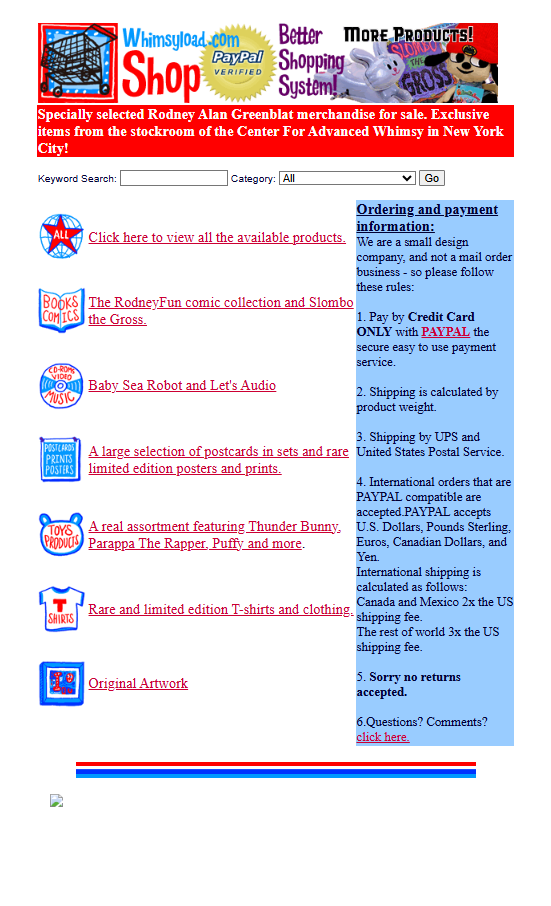 Whimsyload.com
Shop
PayPal
VERIFIED
Better
Shopping
System!
MORE PRODUCTS!
SLOMBO
THE
GROSS
Specially selected Rodney Alan Greenblat merchandise for sale. Exclusive
items from the stockroom of the Center For Advanced Whimsy in New York
City!
Keyword Search: Category: All Go
ALL
Click here to view all the available products.
BOOKS
COMICS
The RodneyFun comic collection and Slombo
the Gross.
CD-ROMS
VIDEO
MUSIC
Baby Sea Robot and Let's Audio
POSTCARDS
PRINTS
POSTERS
A large selection of postcards in sets and rare
limited edition posters and prints.
TOYS
PRODUCTS
A real assortment featuring Thunder Bunny,
Parappa The Rapper, Puffy and more.
T
SHIRTS
Rare and limited edition T-shirts and clothing.
Original Artwork
Ordering and payment
information:
We are a small design
company, and not a mail order
business - so please follow
these rules:
1. Pay by Credit Card
ONLY with PAYPAL the
secure easy to use payment
service.
2. Shipping is calculated by
product weight.
3. Shipping by UPS and
United States Postal Service.
4. International orders that are
PAYPAL compatible are
accepted.PAYPAL accepts
U.S. Dollars, Pounds Sterling,
Euros, Canadian Dollars, and
Yen.
International shipping is
calculated as follows:
Canada and Mexico 2x the US
shipping fee.
The rest of world 3x the US
shipping fee.
5. Sorry no returns
accepted.
6.Questions? Comments?
click here.